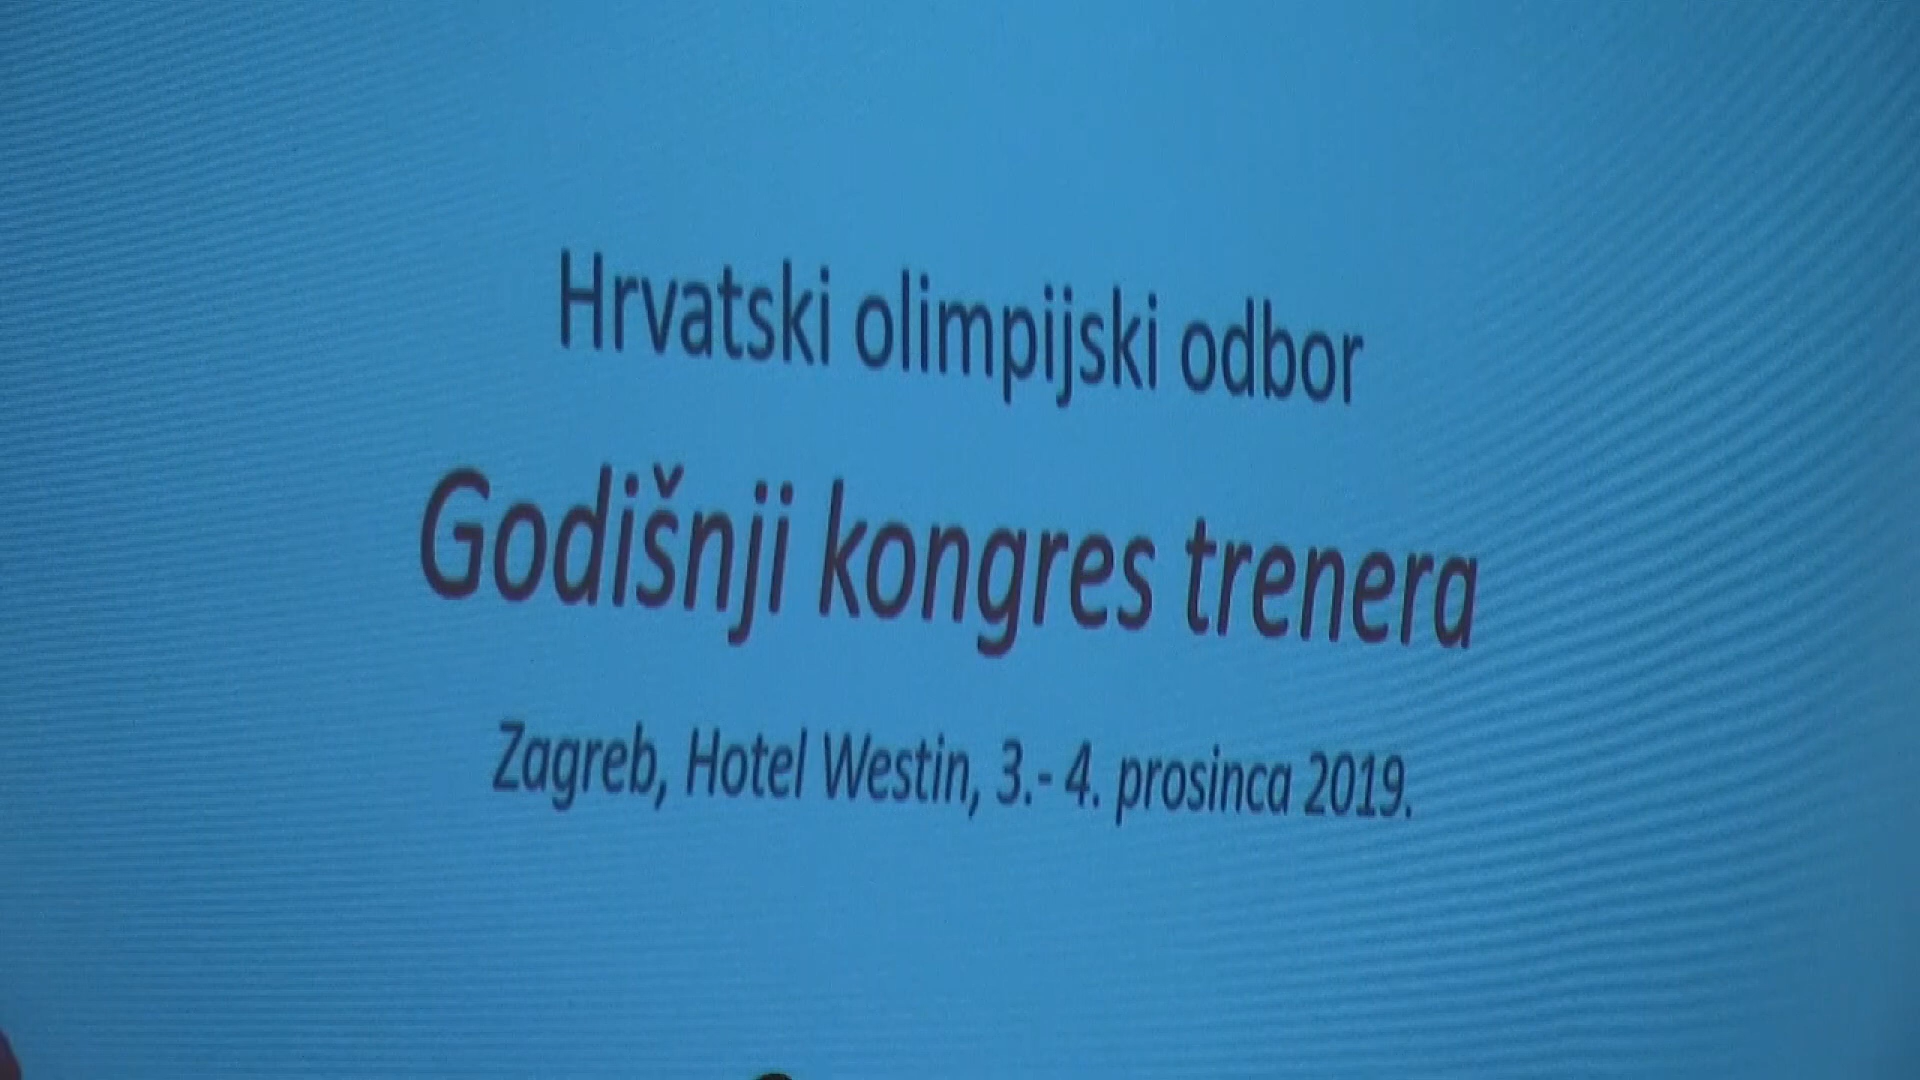 Hrvatski olimpijski odbor
Godišnji kongres trenera
Zagreb, Hotel Westin, 3.- 4. prosinca 2019.